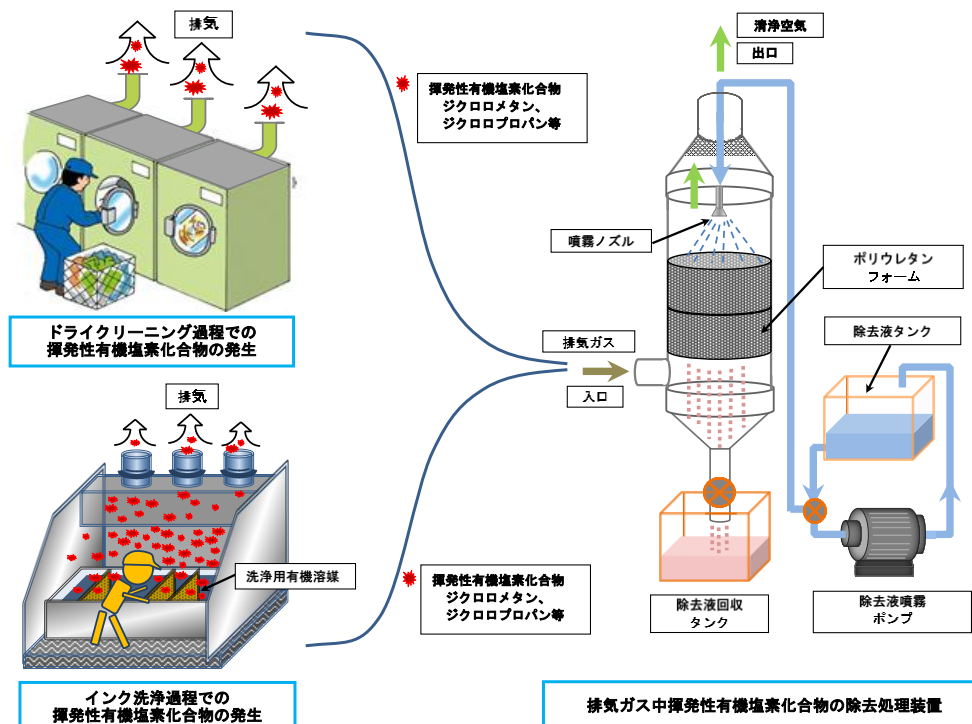 排気
揮発性有機塩素化合物
ジクロロメタン、
ジクロロプロパン等
ドライクリーニング過程での
揮発性有機塩素化合物の発生
排気
洗浄用有機溶媒
揮発性有機塩素化合物
ジクロロメタン、
ジクロロプロパン等
インク洗浄過程での
揮発性有機塩素化合物の発生
清浄空気
出口
噴霧ノズル
ポリウレタン
フォーム
排気ガス
入口
除去液タンク
除去液回収
タンク
除去液噴霧
ポンプ
排気ガス中揮発性有機塩素化合物の除去処理装置